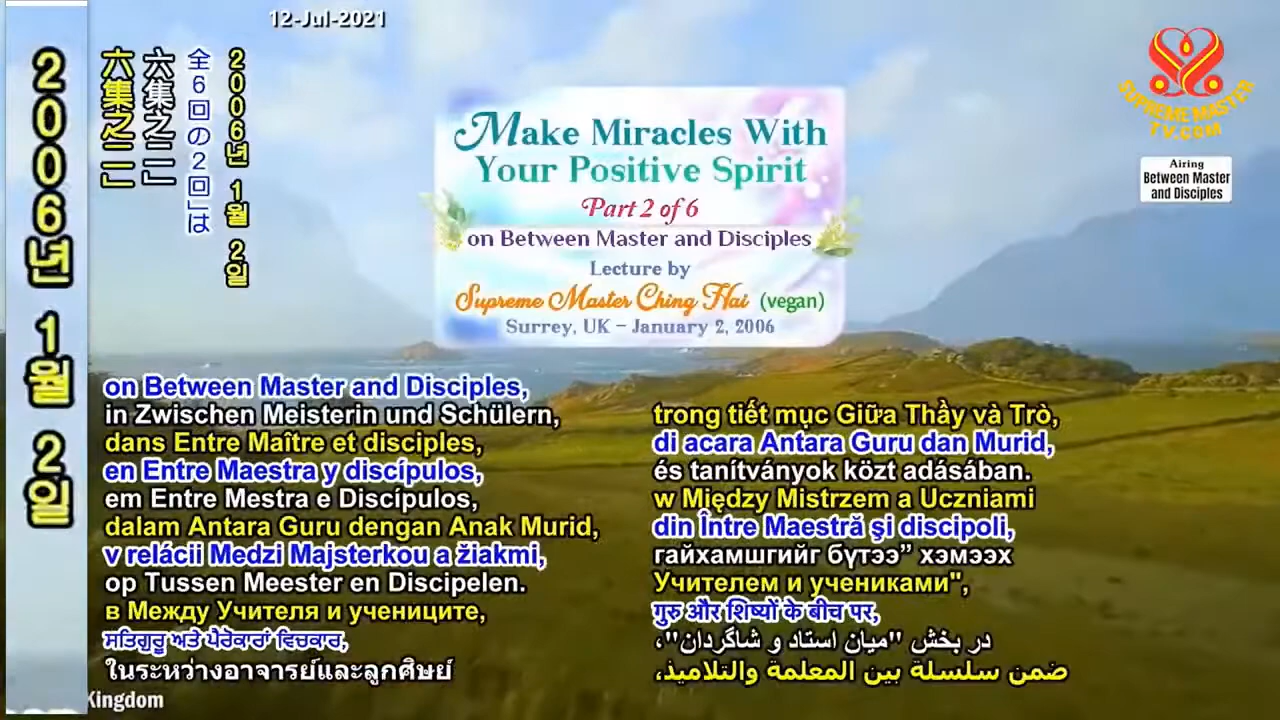 12-Jul-2021
2006년 1월 2일
六集之二」
六集之二」
全6回の2回」は
2006년 1월 2일
Make Miracles With
Your Positive Spirit
Part 2 of 6
on Between Master and Disciples
Lecture by
Supreme Master Ching Hai (vegan)
Surrey, UK – January 2, 2006
SUPREME MASTER
TV.COM
Airing
Between Master
and Disciples
on Between Master and Disciples,
in Zwischen Meisterin und Schülern,
dans Entre Maître et disciples,
en Entre Maestra y discípulos,
em Entre Mestra e Discípulos,
dalam Antara Guru dengan Anak Murid,
v relácii Medzi Majsterkou a žiakmi,
op Tussen Meester en Discipelen.
в Между Учителя и учениците,
ਸਤਿਗੁਰੂ ਅਤੇ ਪੈਰੋਕਾਰਾਂ ਵਿਚਕਾਰ,
ในระหว่างอาจารย์และลูกศิษย์
trong tiết mục Giữa Thầy và Trò,
di acara Antara Guru dan Murid,
és tanítványok közt adásában.
w Między Mistrzem a Uczniami
din Între Maestră şi discipoli,
гайхамшгийг бүтээ” хэмээх
Учителем и учениками",
गुरु और शिष्यों के बीच पर,
در بخش "میان استاد و شاگردان"،
ضمن سلسلة بين المعلمة والتلاميذ،
Kingdom